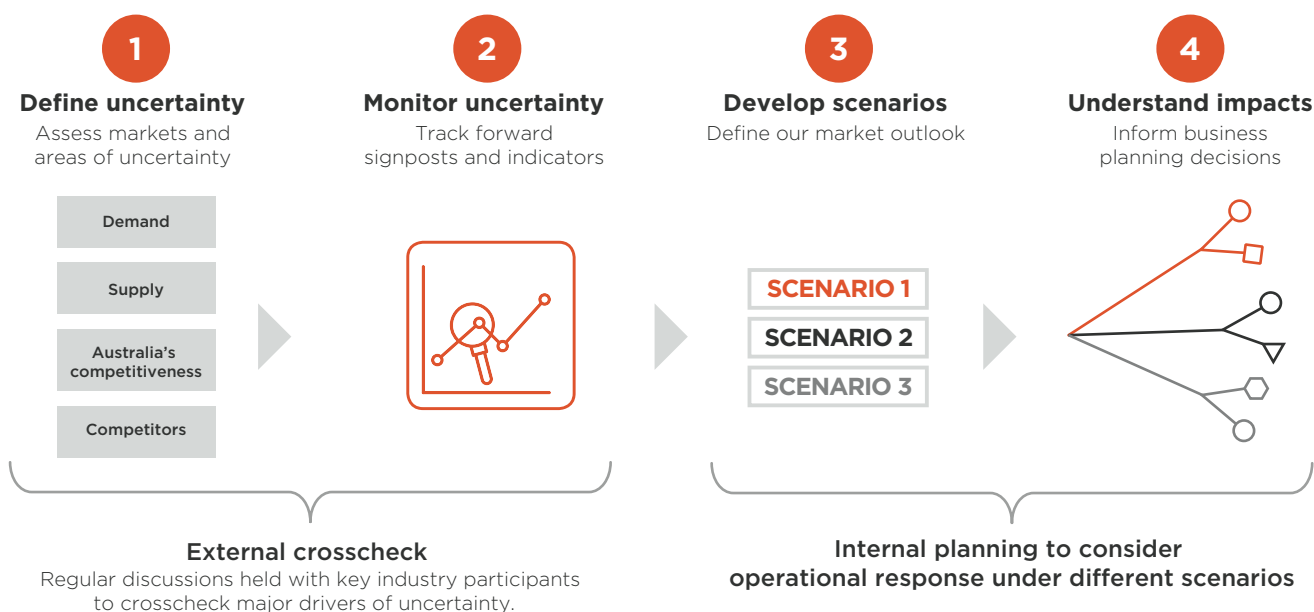 1
Define uncertainty
Assess markets and
areas of uncertainty
Demand
Supply
Australia's
competitiveness
Competitors
2
Monitor uncertainty
Track forward
signposts and indicators
3
Develop scenarios
Define our market outlook
SCENARIO 1
SCENARIO 2
SCENARIO 3
4
Understand impacts
Inform business
planning decisions
External crosscheck
Regular discussions held with key industry participants
to crosscheck major drivers of uncertainty.
Internal planning to consider
operational response under different scenarios